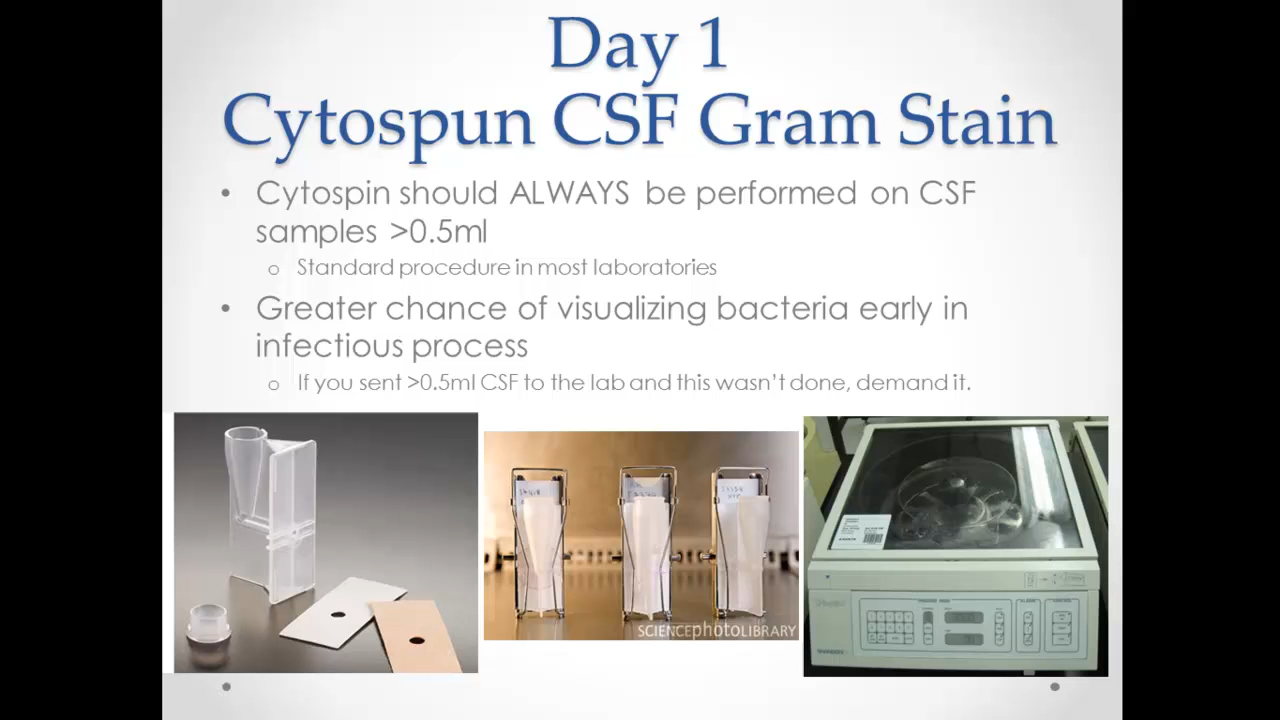 Day 1
Cytospun CSF Gram Stain
• Cytospin should ALWAYS be performed on CSF
samples >0.5ml
o Standard procedure in most laboratories
• Greater chance of visualizing bacteria early in
infectious process
o If you sent >0.5ml CSF to the lab and this wasn't done, demand it.
SCIENCEphotoLIBRARY